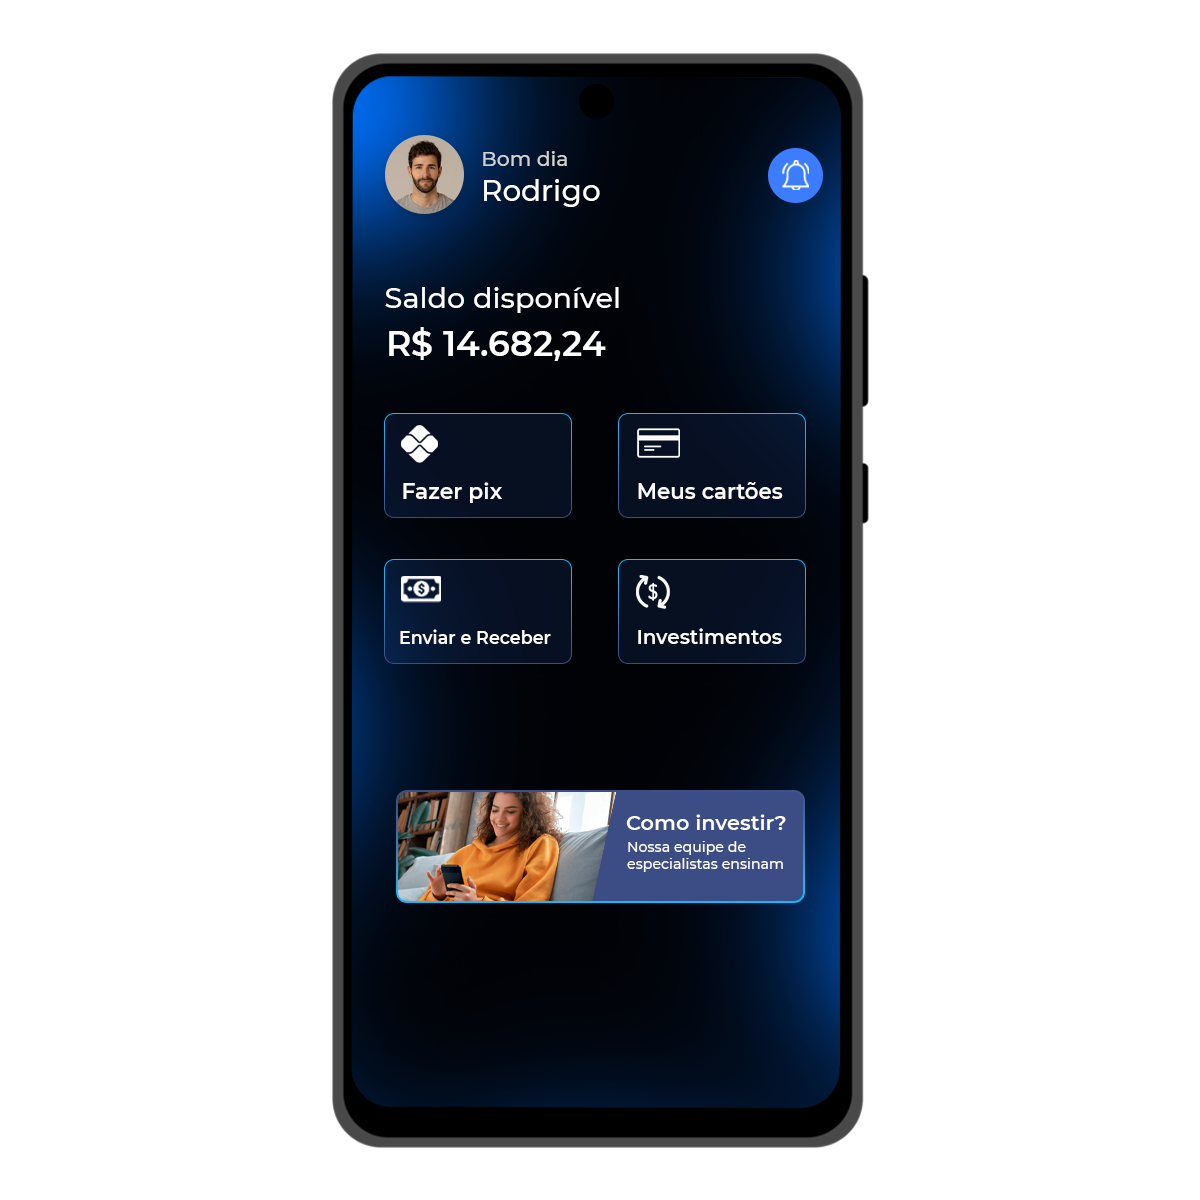 Bom dia
Rodrigo
Saldo disponível
R$ 14.682,24
Fazer pix
Meus cartões
Enviar e Receber
Investimentos
Como investir?
Nossa equipe de
especialistas ensinam